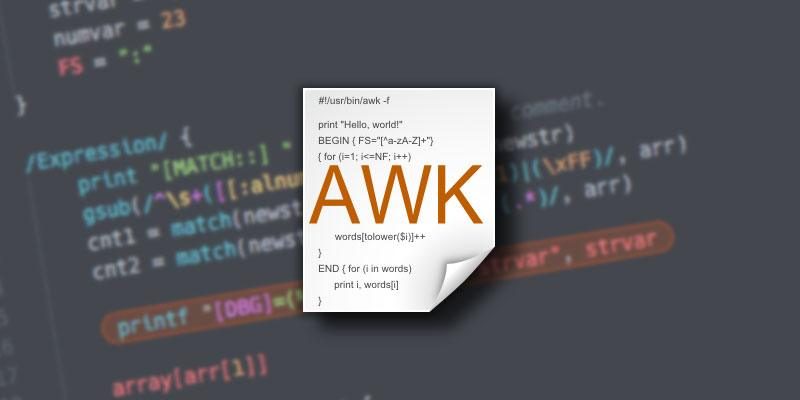 strvar
numvar = 23
FS = ":"
}
/Expression/ {
comment.
print "[MATCH::] "
newstr)
gsub(/^\s+([[:alnu
)|(\xFF)/, arr)
cnt1 = match(newst
(.*)/, arr)
cnt2 = match(newst
printf "[DBG]=(
strvar", strvar
16
17
array[arr[1]]
{
#!/usr/bin/awk -f
print "Hello, world!"
BEGIN { FS="[^a-zA-Z]+"}
{ for (i=1; i<=NF; i++)
AWK
words[tolower($i)]++
}
END { for (i in words)
print i, words[i]
}